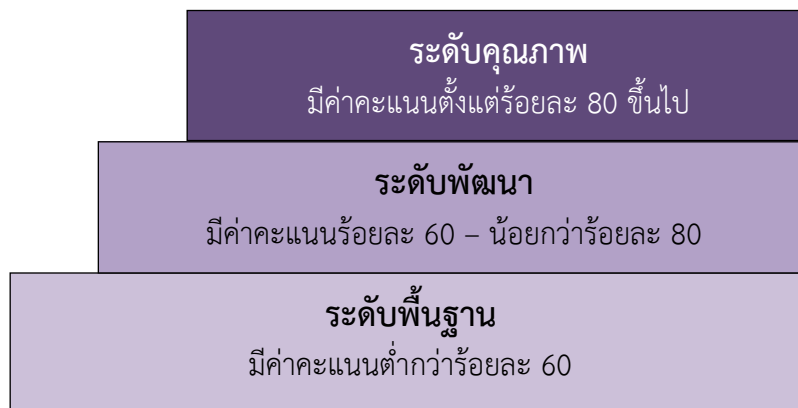 ระดับคุณภาพ
มีค่าคะแนนตั้งแต่ร้อยละ 80 ขึ้นไป
ระดับพัฒนา
มีค่าคะแนนร้อยละ 60 – น้อยกว่าร้อยละ 80
ระดับพื้นฐาน
มีค่าคะแนนต่ำกว่าร้อยละ 60